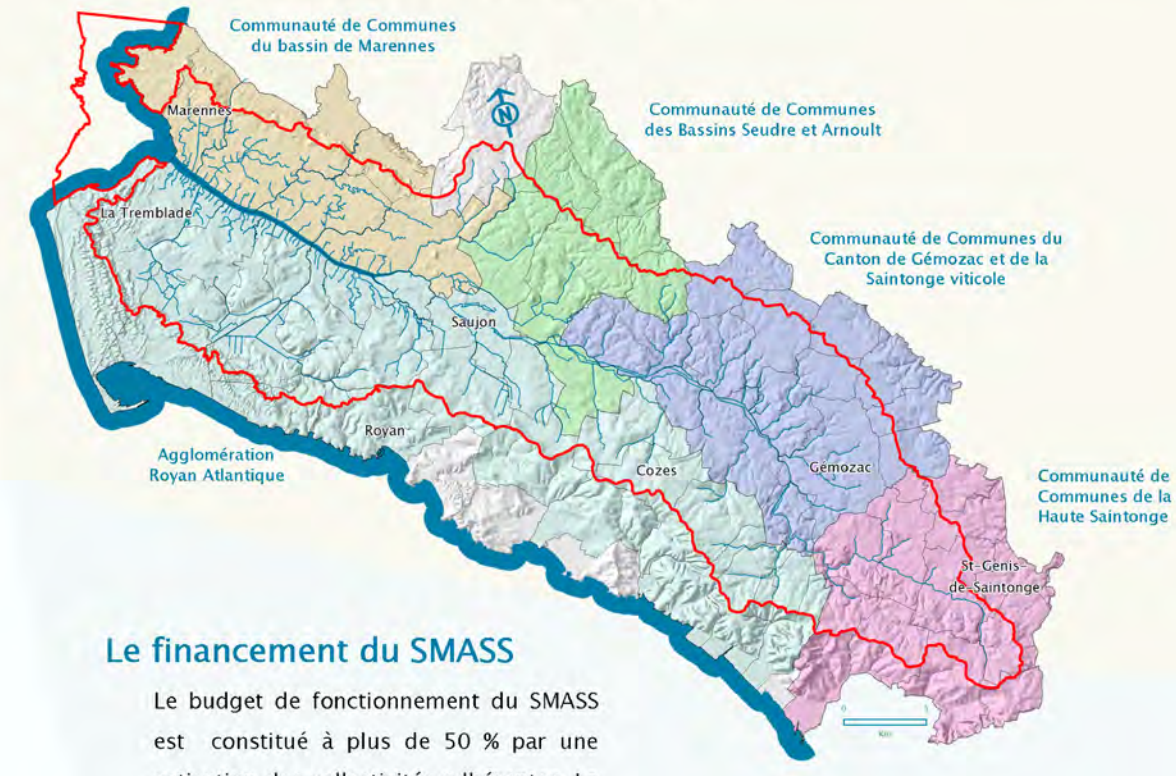 Communauté de Communes
du bassin de Marennes
N
Communauté de Communes
des Bassins Seudre et Arnoult
Marennes
La Tremblade
Communauté de Communes du
Canton de Gémozac et de la
Saintonge viticole
Saujon
Royan
Agglomération
Royan Atlantique
Cozes
Gémozac
Communauté de
Communes de la
Haute Saintonge
St-Genis-
de-Saintonge
Le financement du SMASS
Le budget de fonctionnement du SMASS
est constitué à plus de 50 % par une
0
5
Km